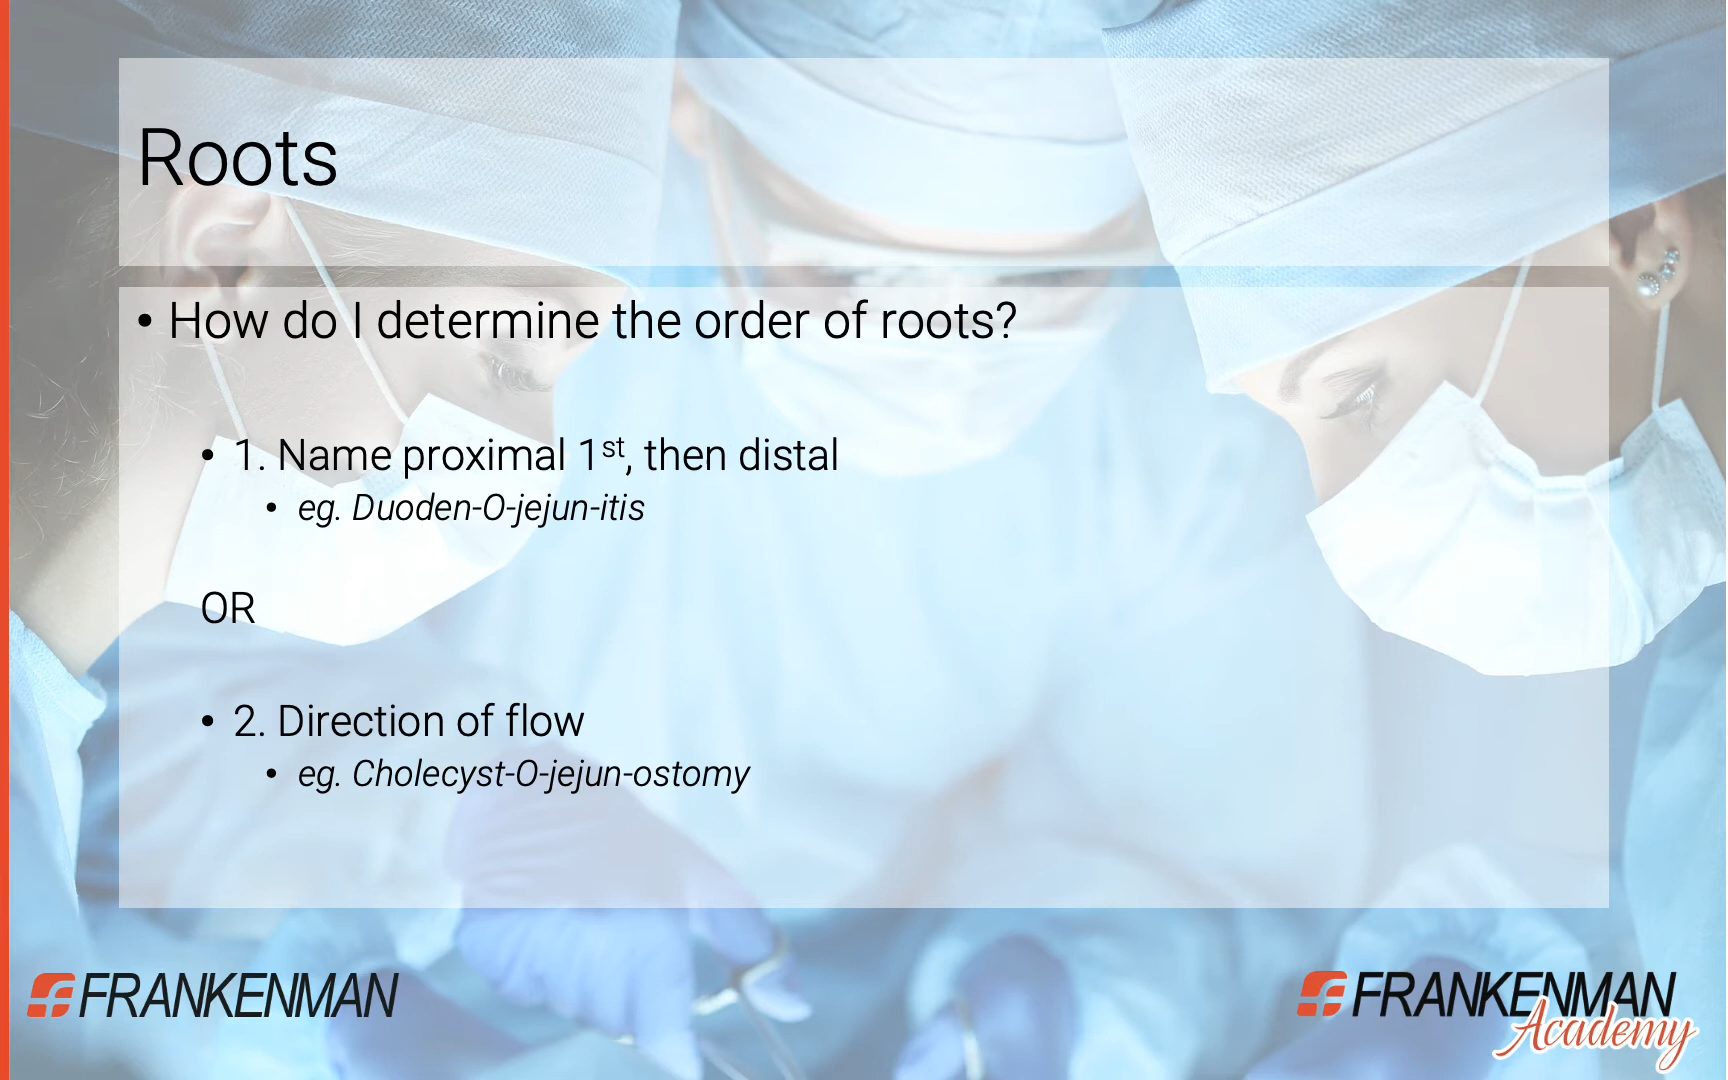 Roots
• How do I determine the order of roots?
• 1. Name proximal 1st, then distal
• eg. Duoden-O-jejun-itis
OR
• 2. Direction of flow
• eg. Cholecyst-O-jejun-ostomy
FRANKENMAN
FRANKENMAN
Academy